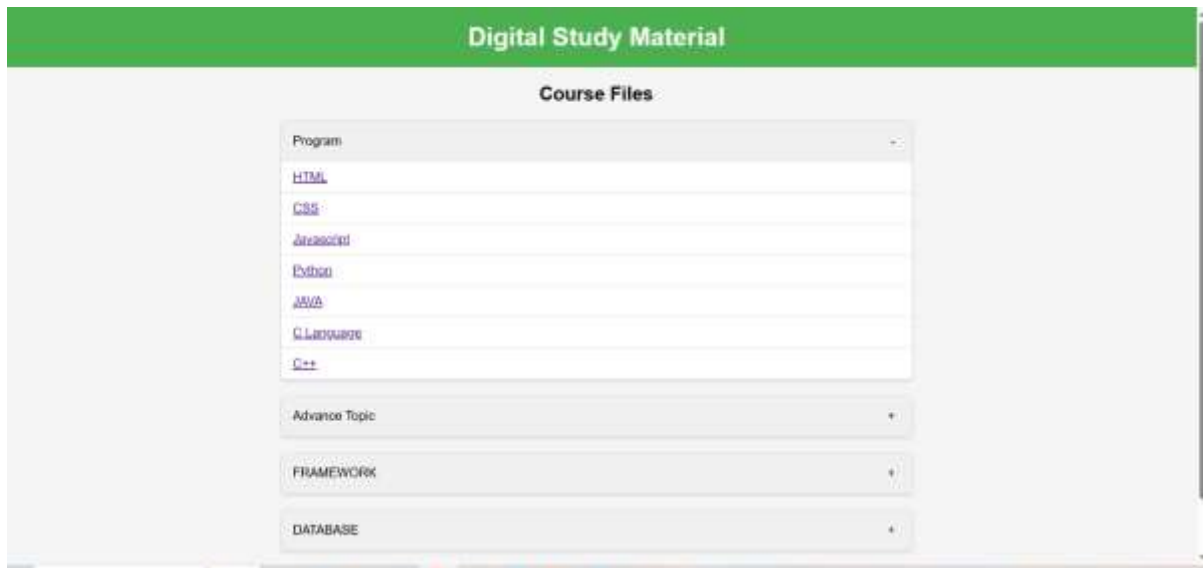 Digital Study Material
Course Files
Program -
HTML
CSS
Javascript
Python
JAVA
C Language
C++
Advance Topic +
FRAMEWORK +
DATABASE +